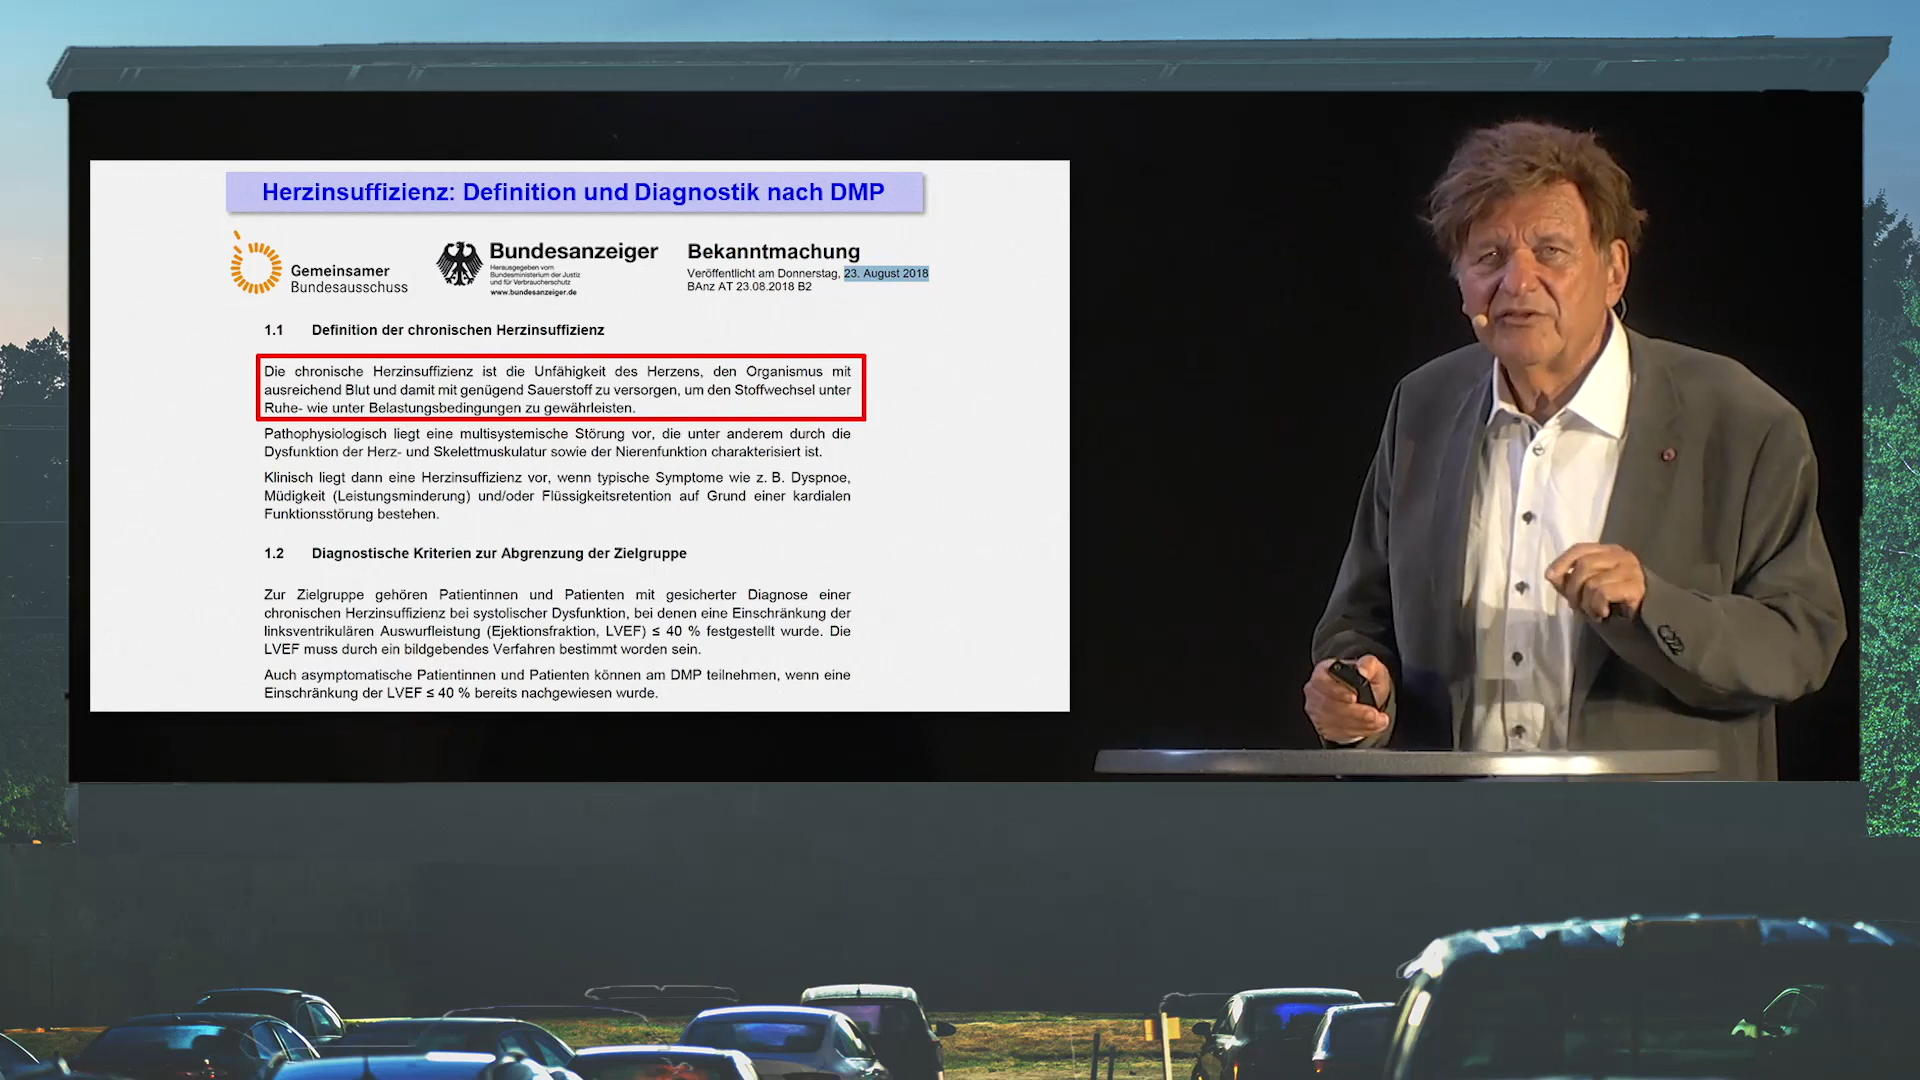 Herzinsuffizienz: Definition und Diagnostik nach DMP
Gemeinsamer
Bundesausschuss
Bundesanzeiger
Herausgegeben vom
Bundesministerium der Justiz
und für Verbraucherschutz
www.bundesanzeiger.de
Bekanntmachung
Veröffentlicht am Donnerstag, 23. August 2018
BAnz AT 23.08.2018 B2
1.1 Definition der chronischen Herzinsuffizienz
Die chronische Herzinsuffizienz ist die Unfähigkeit des Herzens, den Organismus mit
ausreichend Blut und damit mit genügend Sauerstoff zu versorgen, um den Stoffwechsel unter
Ruhe- wie unter Belastungsbedingungen zu gewährleisten.
Pathophysiologisch liegt eine multisystemische Störung vor, die unter anderem durch die
Dysfunktion der Herz- und Skelettmuskulatur sowie der Nierenfunktion charakterisiert ist.
Klinisch liegt dann eine Herzinsuffizienz vor, wenn typische Symptome wie z. B. Dyspnoe,
Müdigkeit (Leistungsminderung) und/oder Flüssigkeitsretention auf Grund einer kardialen
Funktionsstörung bestehen.
1.2 Diagnostische Kriterien zur Abgrenzung der Zielgruppe
Zur Zielgruppe gehören Patientinnen und Patienten mit gesicherter Diagnose einer
chronischen Herzinsuffizienz bei systolischer Dysfunktion, bei denen eine Einschränkung der
linksventrikulären Auswurfleistung (Ejektionsfraktion, LVEF) ≤ 40 % festgestellt wurde. Die
LVEF muss durch ein bildgebendes Verfahren bestimmt worden sein.
Auch asymptomatische Patientinnen und Patienten können am DMP teilnehmen, wenn eine
Einschränkung der LVEF ≤ 40 % bereits nachgewiesen wurde.